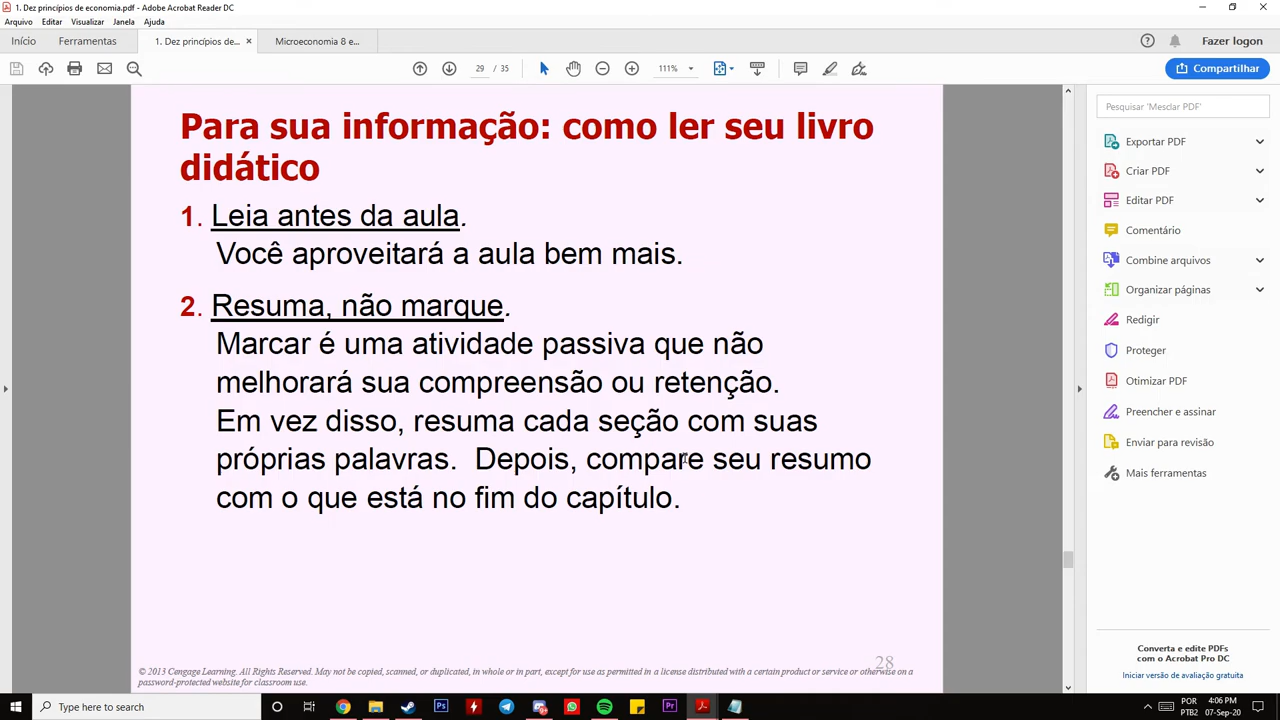 1. Dez princípios de economia.pdf - Adobe Acrobat Reader DC
Arquivo Editar Visualizar Janela Ajuda
Início Ferramentas 1. Dez princípios de... × Microeconomia 8 e... Fazer logon
29 / 35 111% Compartilhar
Para sua informação: como ler seu livro
didático
1. Leia antes da aula.
Você aproveitará a aula bem mais.
2. Resuma, não marque.
Marcar é uma atividade passiva que não
melhorará sua compreensão ou retenção.
Em vez disso, resuma cada seção com suas
próprias palavras. Depois, compare seu resumo
com o que está no fim do capítulo.
28
© 2013 Cengage Learning. All Rights Reserved. May not be copied, scanned, or duplicated, in whole or in part, except for use as permitted in a license distributed with a certain product or service or otherwise on a
password-protected website for classroom use.
Pesquisar 'Mesclar PDF'
Exportar PDF
Criar PDF
Editar PDF
Comentário
Combine arquivos
Organizar páginas
Redigir
Proteger
Otimizar PDF
Preencher e assinar
Enviar para revisão
Mais ferramentas
Converta e edite PDFs
com o Acrobat Pro DC
Iniciar versão de avaliação gratuita
Type here to search
Ps
Pr
POR
PTB2
4:06 PM
07-Sep-20